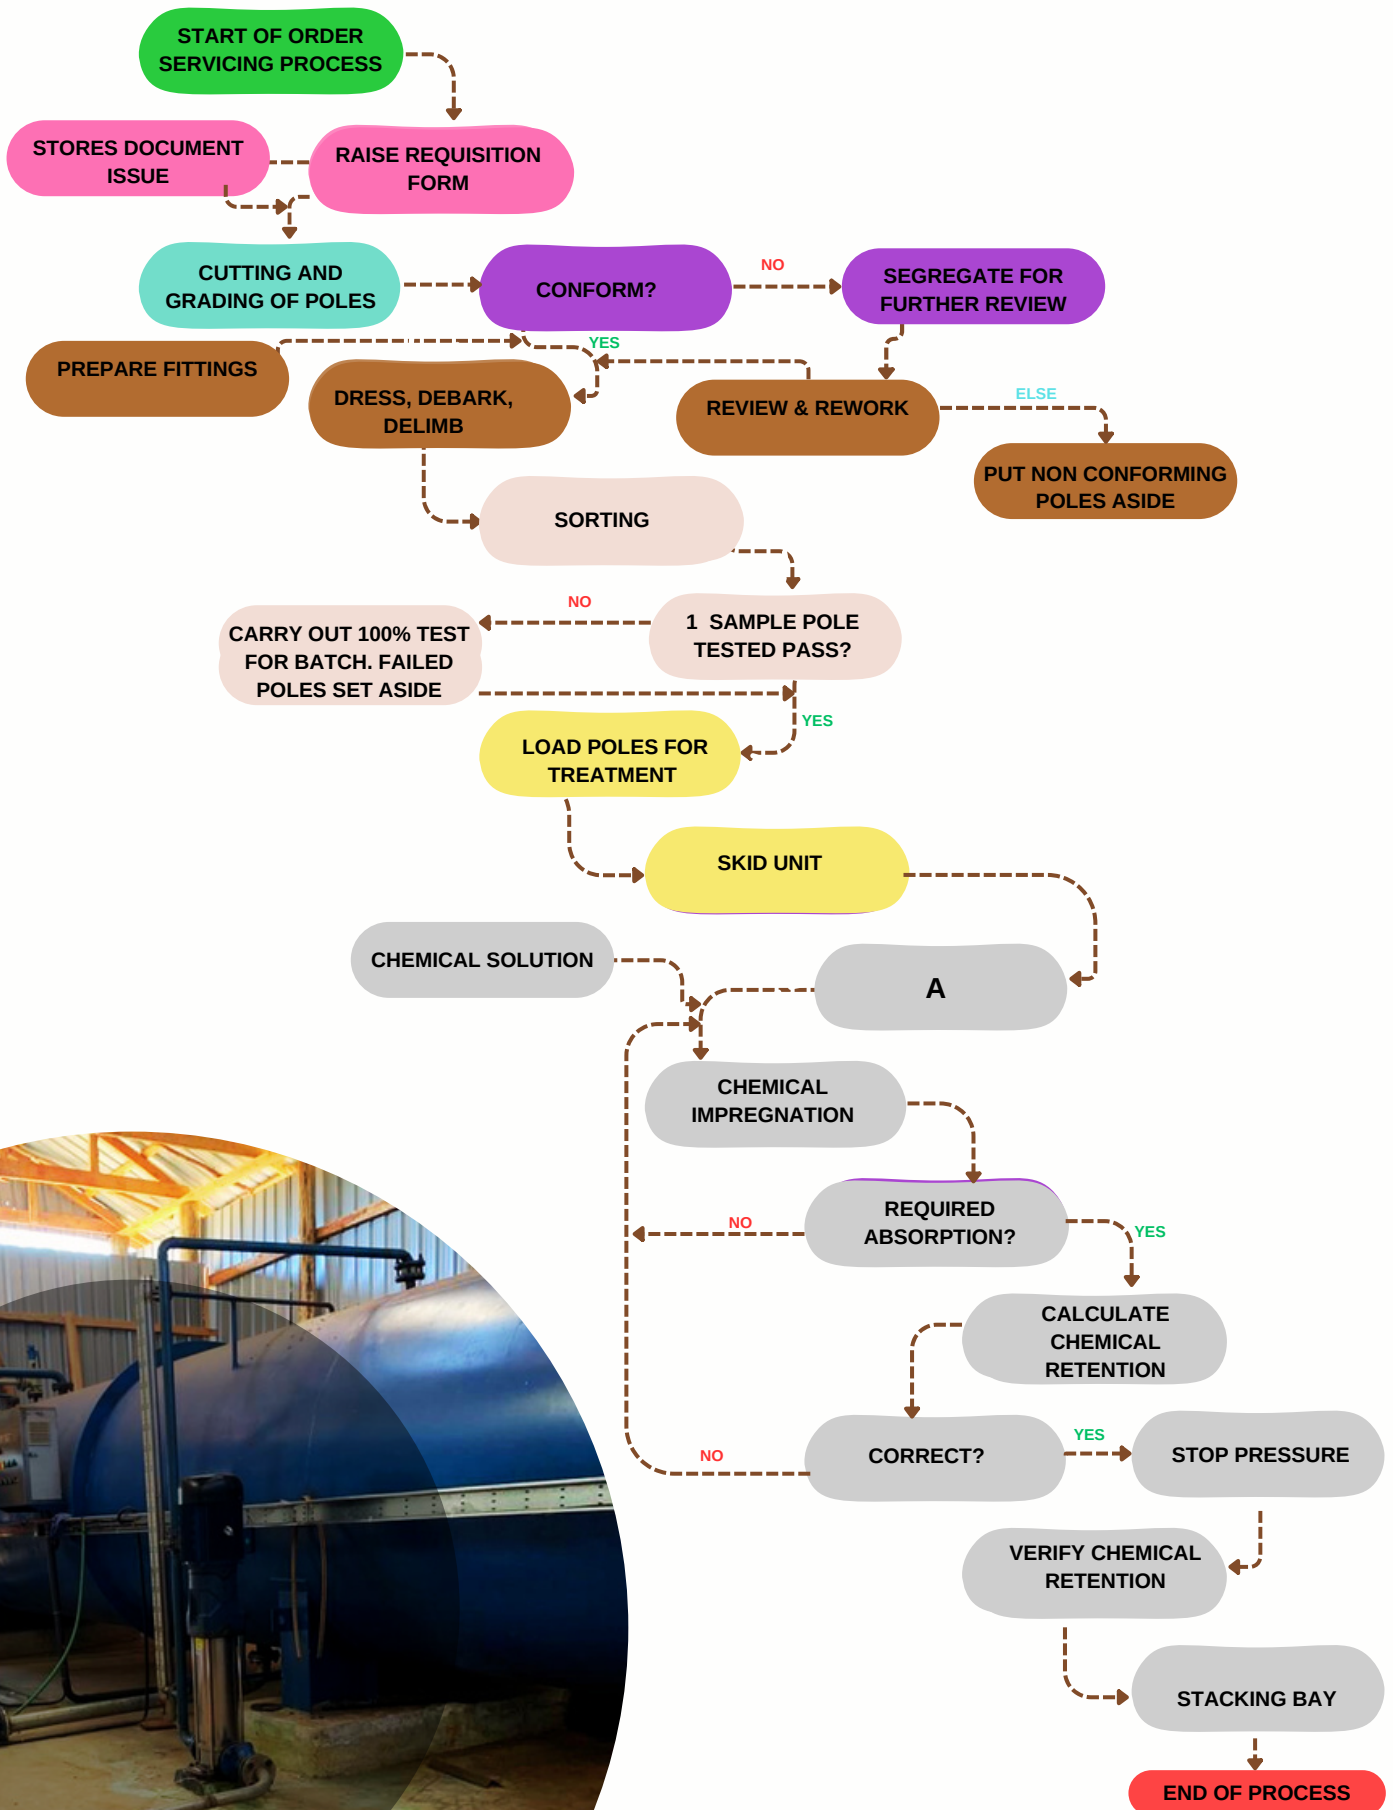 START OF ORDER
SERVICING PROCESS
STORES DOCUMENT
ISSUE
RAISE REQUISITION
FORM
CUTTING AND
GRADING OF POLES
CONFORM?
NO
SEGREGATE FOR
FURTHER REVIEW
YES
PREPARE FITTINGS
DRESS, DEBARK,
DELIMB
REVIEW & REWORK
ELSE
PUT NON CONFORMING
POLES ASIDE
SORTING
NO
1 SAMPLE POLE
TESTED PASS?
CARRY OUT 100% TEST
FOR BATCH. FAILED
POLES SET ASIDE
YES
LOAD POLES FOR
TREATMENT
SKID UNIT
CHEMICAL SOLUTION
A
CHEMICAL
IMPREGNATION
REQUIRED
ABSORPTION?
NO
YES
CALCULATE
CHEMICAL
RETENTION
CORRECT?
NO
YES
STOP PRESSURE
VERIFY CHEMICAL
RETENTION
STACKING BAY
END OF PROCESS